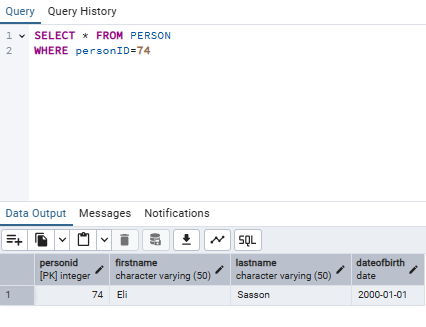 Query Query History
1 SELECT * FROM PERSON
2 WHERE personID=74
Data Output Messages Notifications
SQL
personid firstname lastname dateofbirth
[PK] integer character varying (50) character varying (50) date
1 74 Eli Sasson 2000-01-01